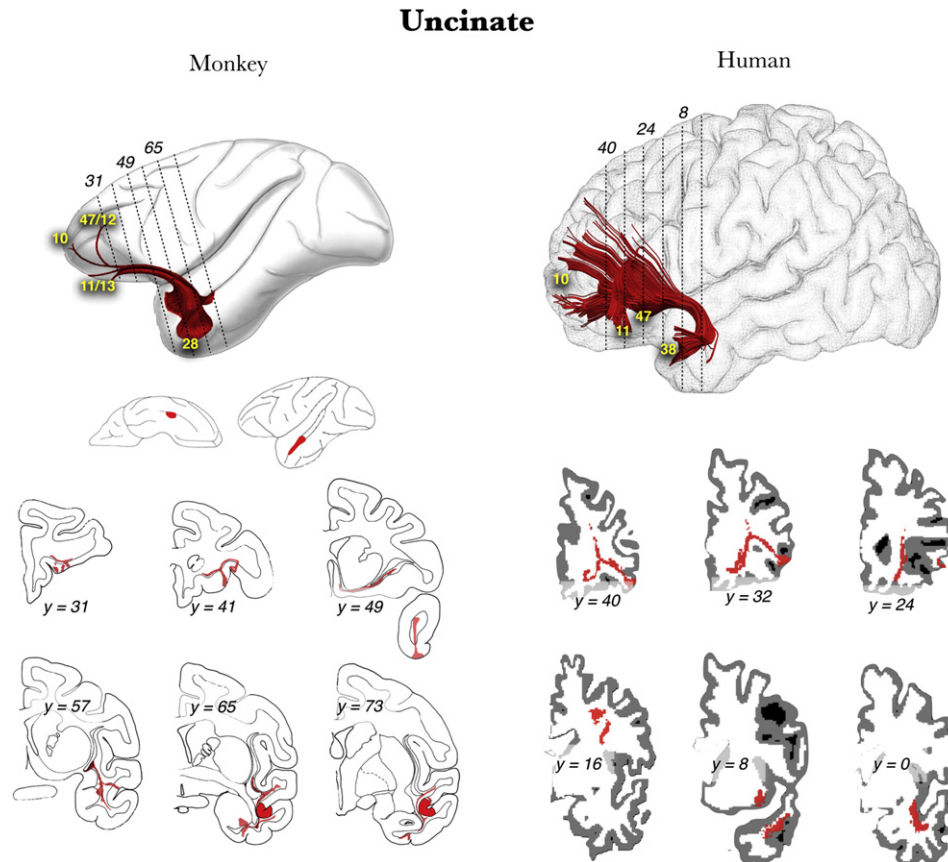 Uncinate
Monkey
Human
65
49
31
47/12
10
11/13
28
8
24
40
10
47
11
38
y = 31
y = 41
y = 49
y = 40
y = 32
y = 24
y = 57
y = 65
y = 73
y = 16
y = 8
y = 0